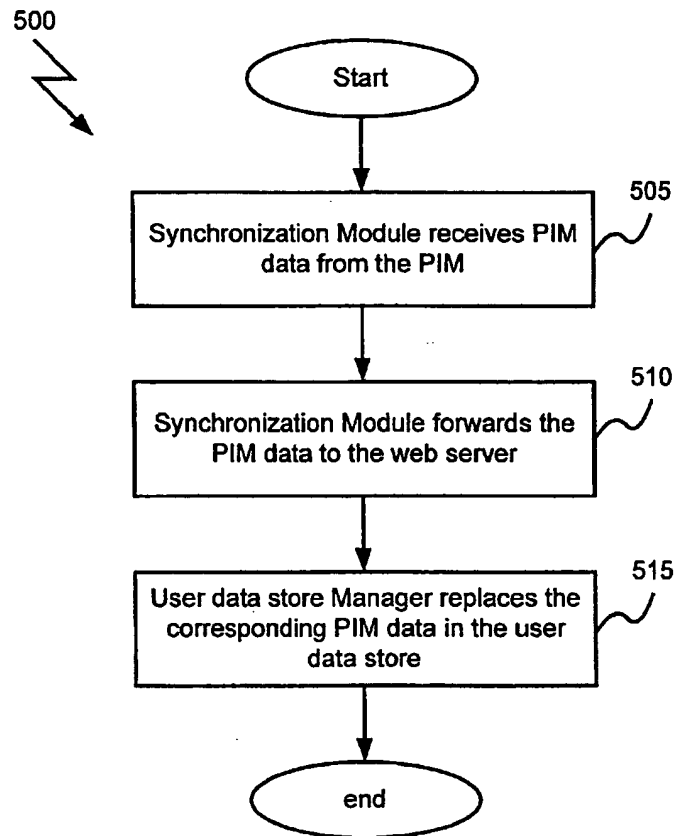 500
Start
505
Synchronization Module receives PIM
data from the PIM
510
Synchronization Module forwards the
PIM data to the web server
515
User data store Manager replaces the
corresponding PIM data in the user
data store
end